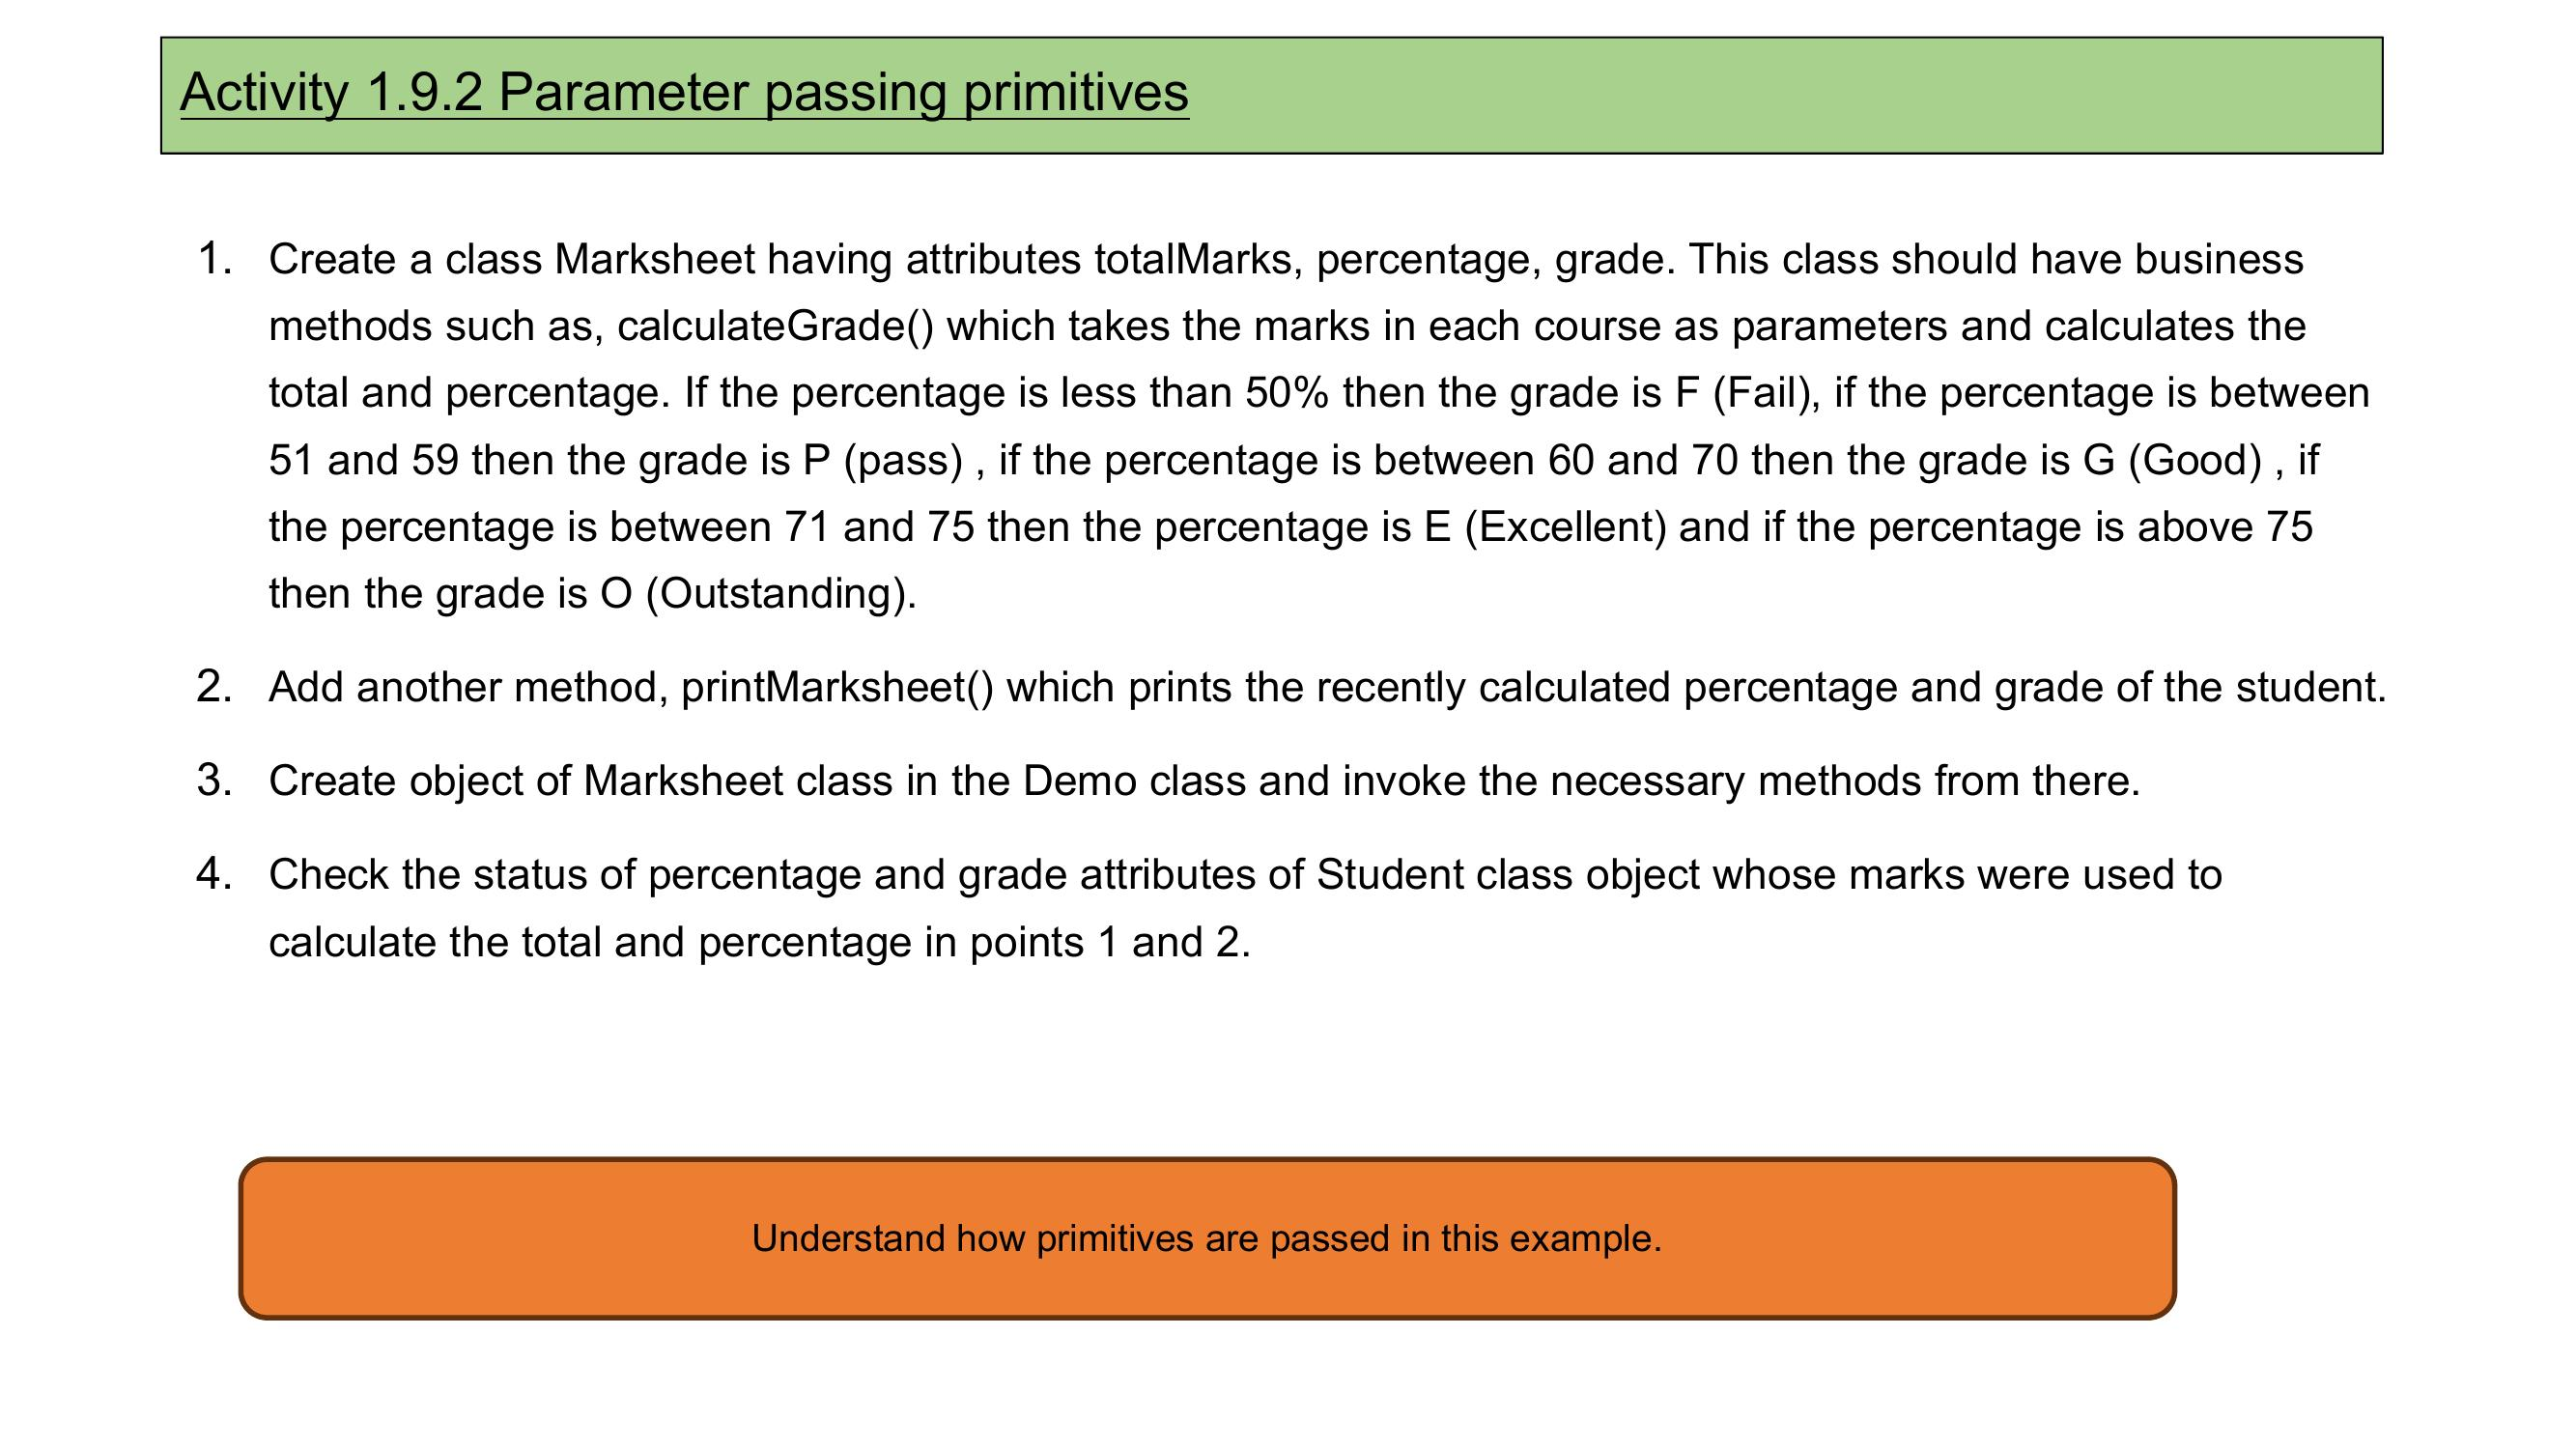 Activity 1.9.2 Parameter passing primitives
1. Create a class Marksheet having attributes totalMarks, percentage, grade. This class should have business
methods such as, calculateGrade() which takes the marks in each course as parameters and calculates the
total and percentage. If the percentage is less than 50% then the grade is F (Fail), if the percentage is between
51 and 59 then the grade is P (pass) , if the percentage is between 60 and 70 then the grade is G (Good) , if
the percentage is between 71 and 75 then the percentage is E (Excellent) and if the percentage is above 75
then the grade is O (Outstanding).
2. Add another method, printMarksheet() which prints the recently calculated percentage and grade of the student.
3. Create object of Marksheet class in the Demo class and invoke the necessary methods from there.
4. Check the status of percentage and grade attributes of Student class object whose marks were used to
calculate the total and percentage in points 1 and 2.
Understand how primitives are passed in this example.